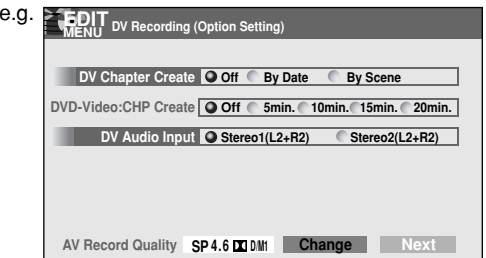 e.g.
EDIT MENU DV Recording (Option Setting)
DV Chapter Create Off By Date By Scene
DVD-Video:CHP Create Off 5min. 10min. 15min. 20min.
DV Audio Input Stereo1(L2+R2) Stereo2(L2+R2)
AV Record Quality SP 4.6 D/M1 Change Next